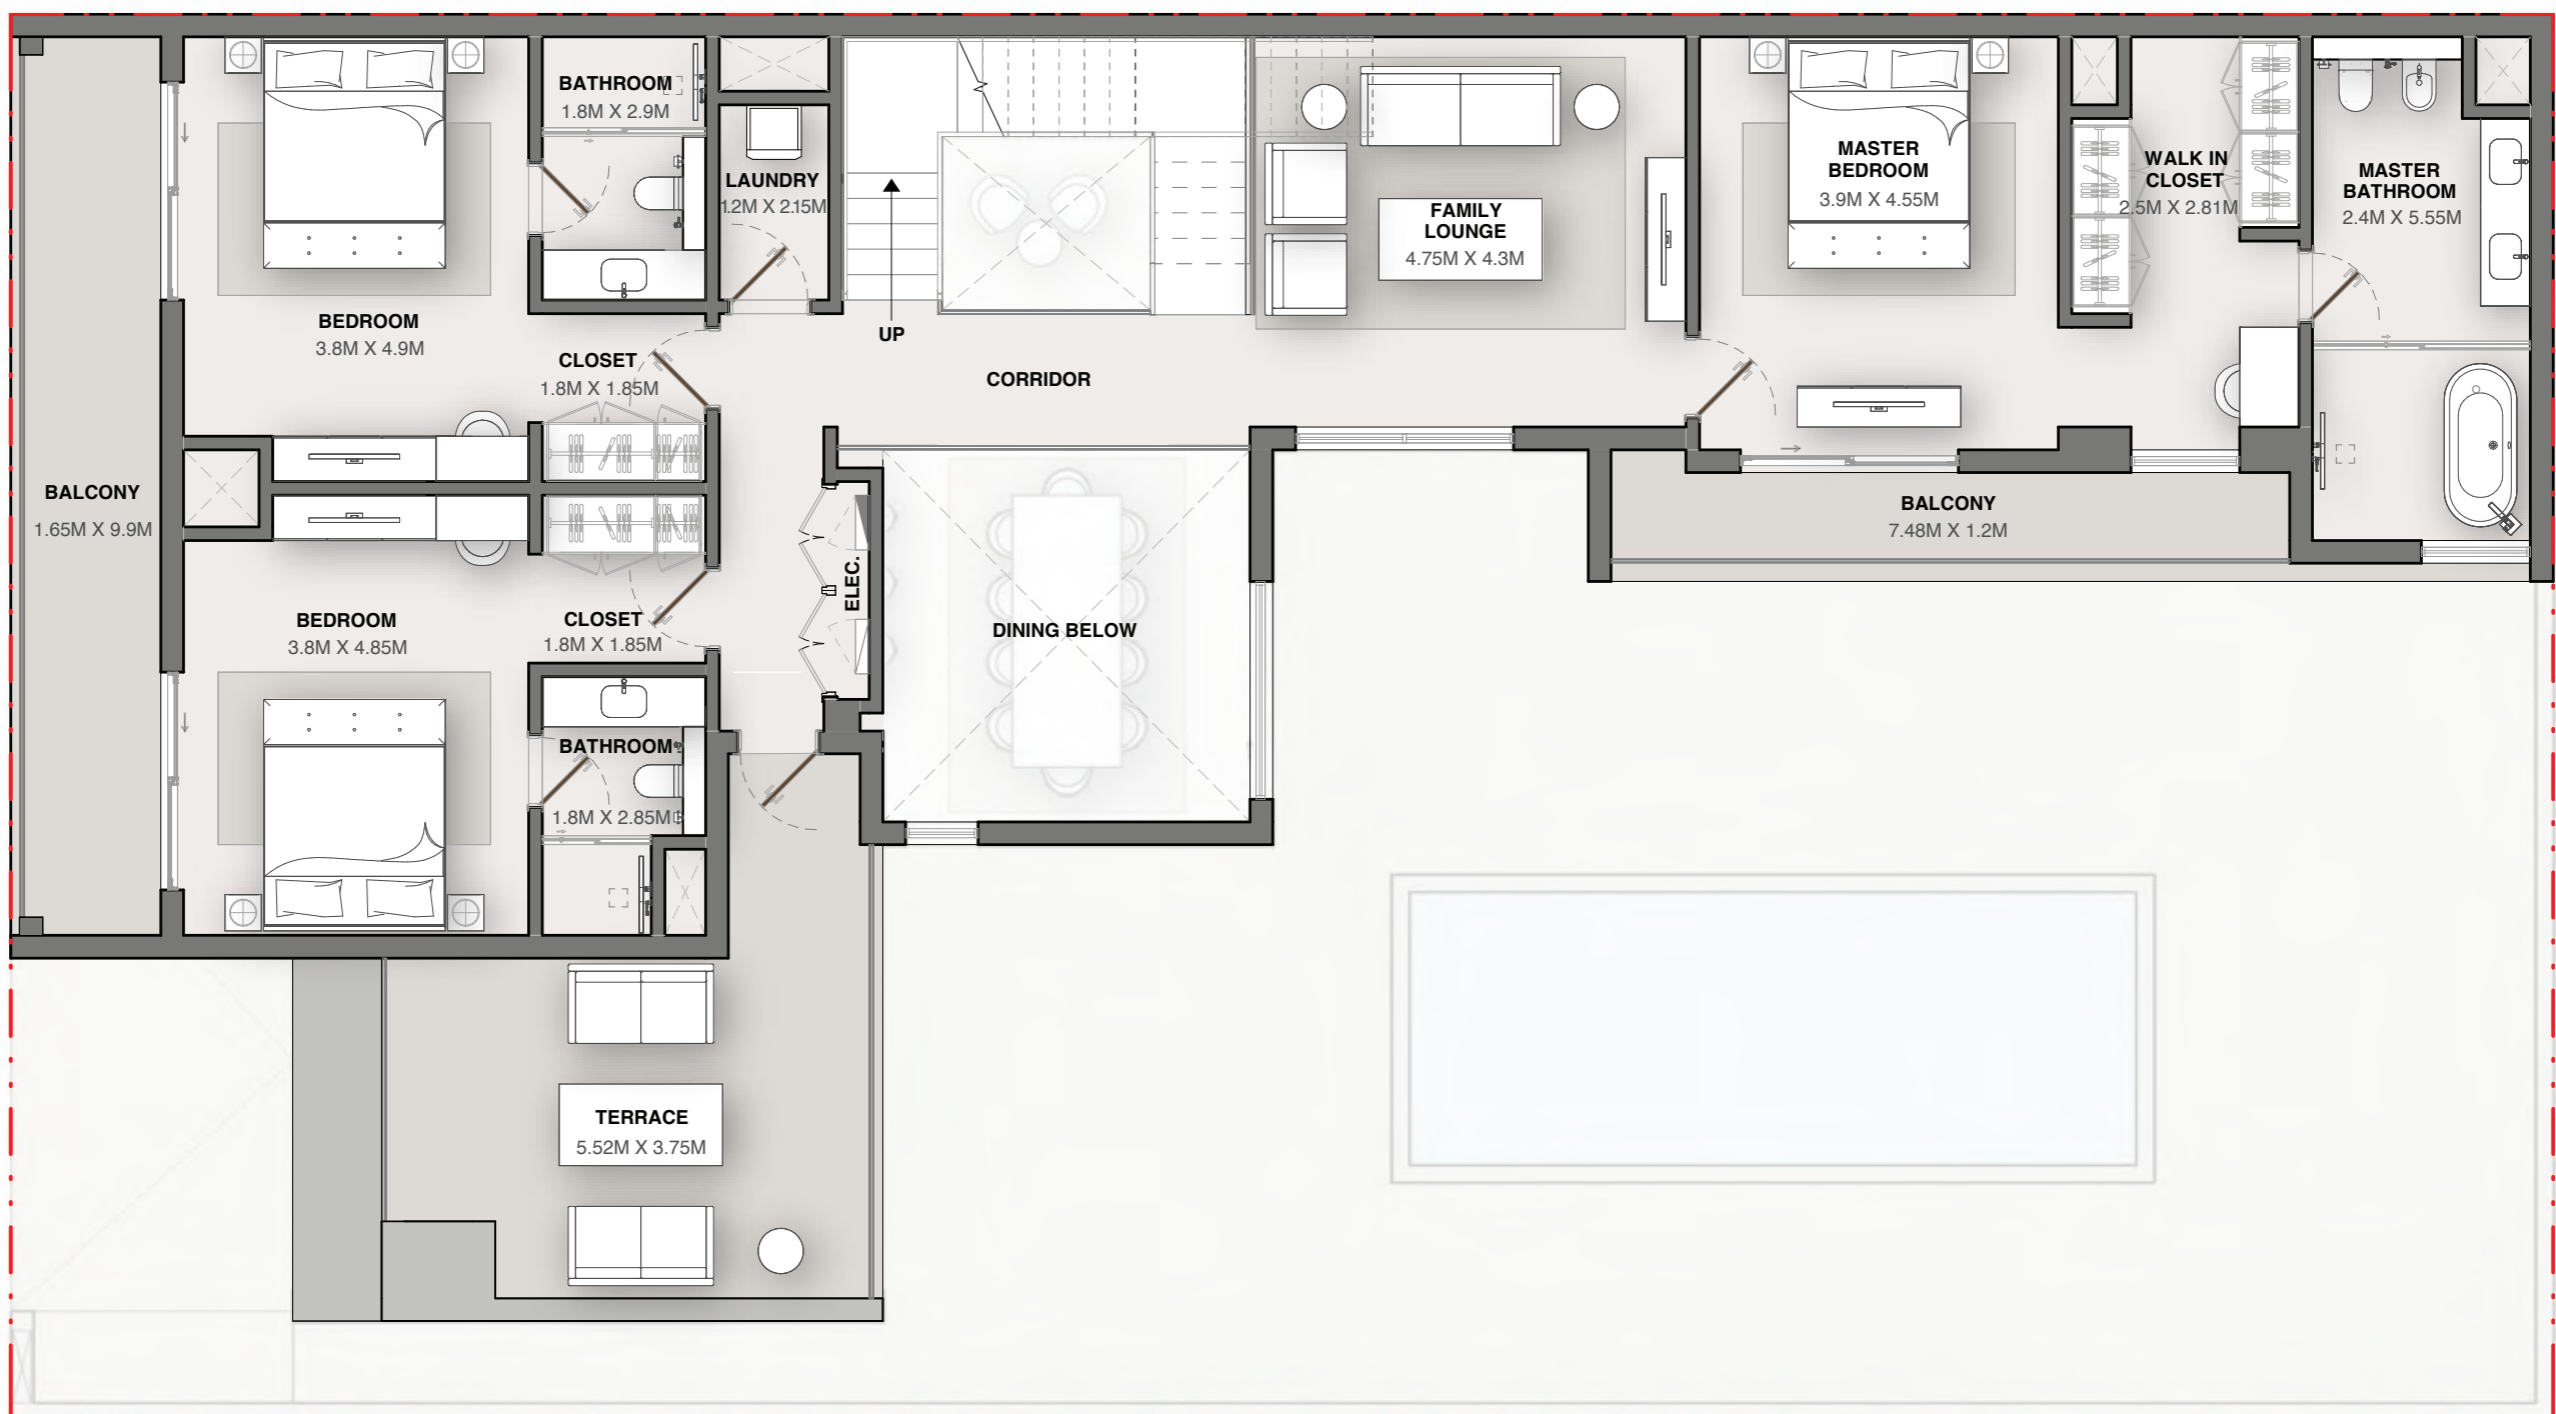 BATHROOM
1.8M X 2.9M
LAUNDRY
1.2M X 2.15M
MASTER
BEDROOM
3.9M X 4.55M
WALK IN
CLOSET
2.5M X 2.81M
MASTER
BATHROOM
2.4M X 5.55M
FAMILY
LOUNGE
4.75M X 4.3M
BEDROOM
3.8M X 4.9M
UP
CLOSET
1.8M X 1.85M
CORRIDOR
BALCONY
1.65M X 9.9M
BALCONY
7.48M X 1.2M
ELEC.
BEDROOM
3.8M X 4.85M
CLOSET
1.8M X 1.85M
DINING BELOW
BATHROOM
1.8M X 2.85M
TERRACE
5.52M X 3.75M